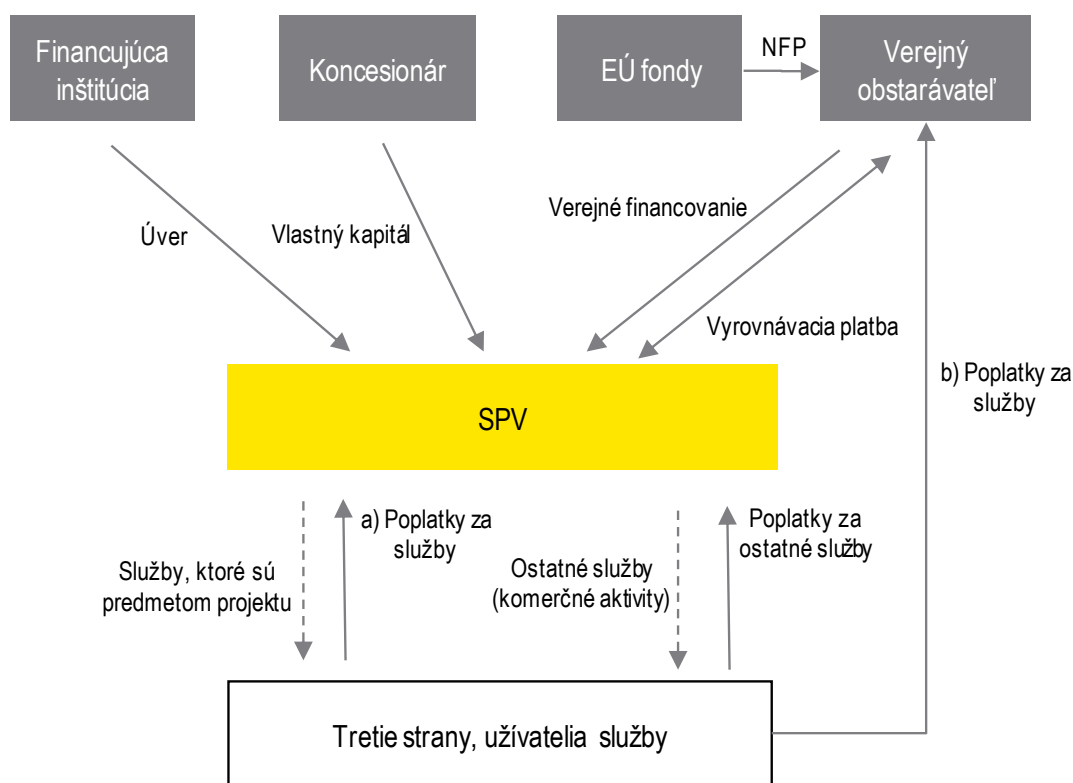 Financujúca
inštitúcia
Koncesionár
EÚ fondy
NFP
Verejný
obstarávateľ
Úver
Vlastný kapitál
Verejné financovanie
Vyrovnávacia platba
b) Poplatky za
služby
SPV
a) Poplatky za
služby
Služby, ktoré sú
predmetom projektu
Ostatné služby
(komerčné aktivity)
Poplatky za
ostatné služby
Tretie strany, užívatelia služby